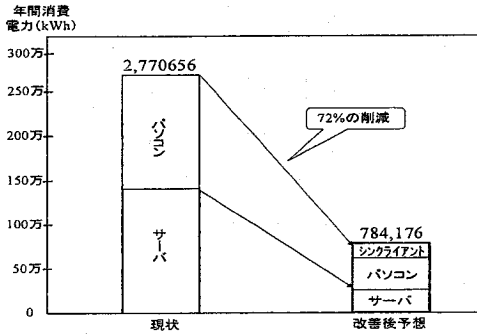 年間消費
電力(kWh)
300万
250万
200万
150万
100万
50万
0
2,770656
パソコン
サーバ
72%の削減
784,176
シンクライアント
パソコン
サーバ
現状
改善後予想